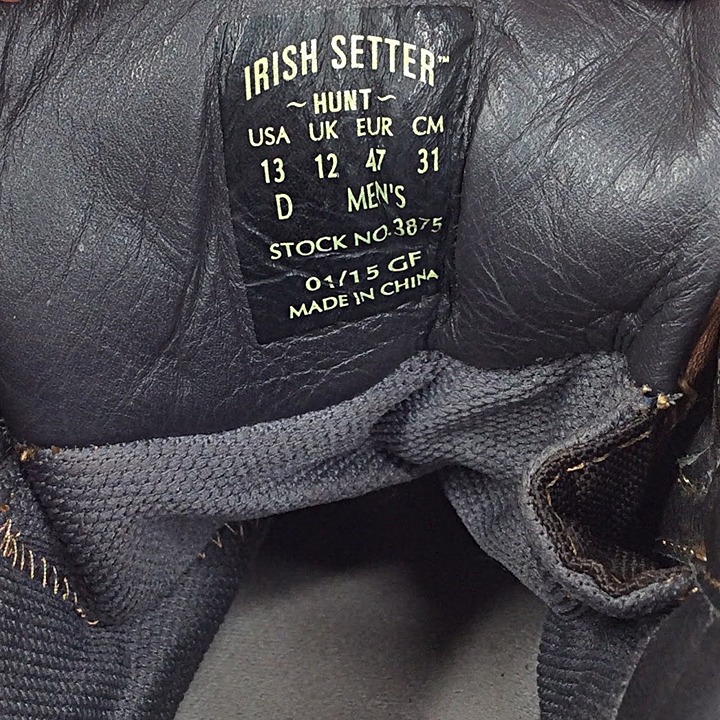 IRISH SETTER™
~ HUNT ~
USA UK EUR CM
13 12 47 31
D MEN'S
STOCK NO. 3875
01/15 GF
MADE IN CHINA